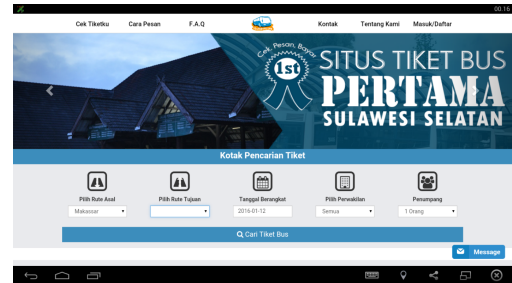 00:16
Cek Tiketku Cara Pesan F.A.Q Kontak Tentang Kami Masuk/Daftar
Cek, Pesan, Bayar
1st
SITUS TIKET BUS
PERTAMA
SULAWESI SELATAN
Kotak Pencarian Tiket
Pilih Rute Asal Pilih Rute Tujuan Tanggal Berangkat Pilih Perwakilan Penumpang
Makassar 2016-01-12 Semua 1 Orang
Cari Tiket Bus
Message